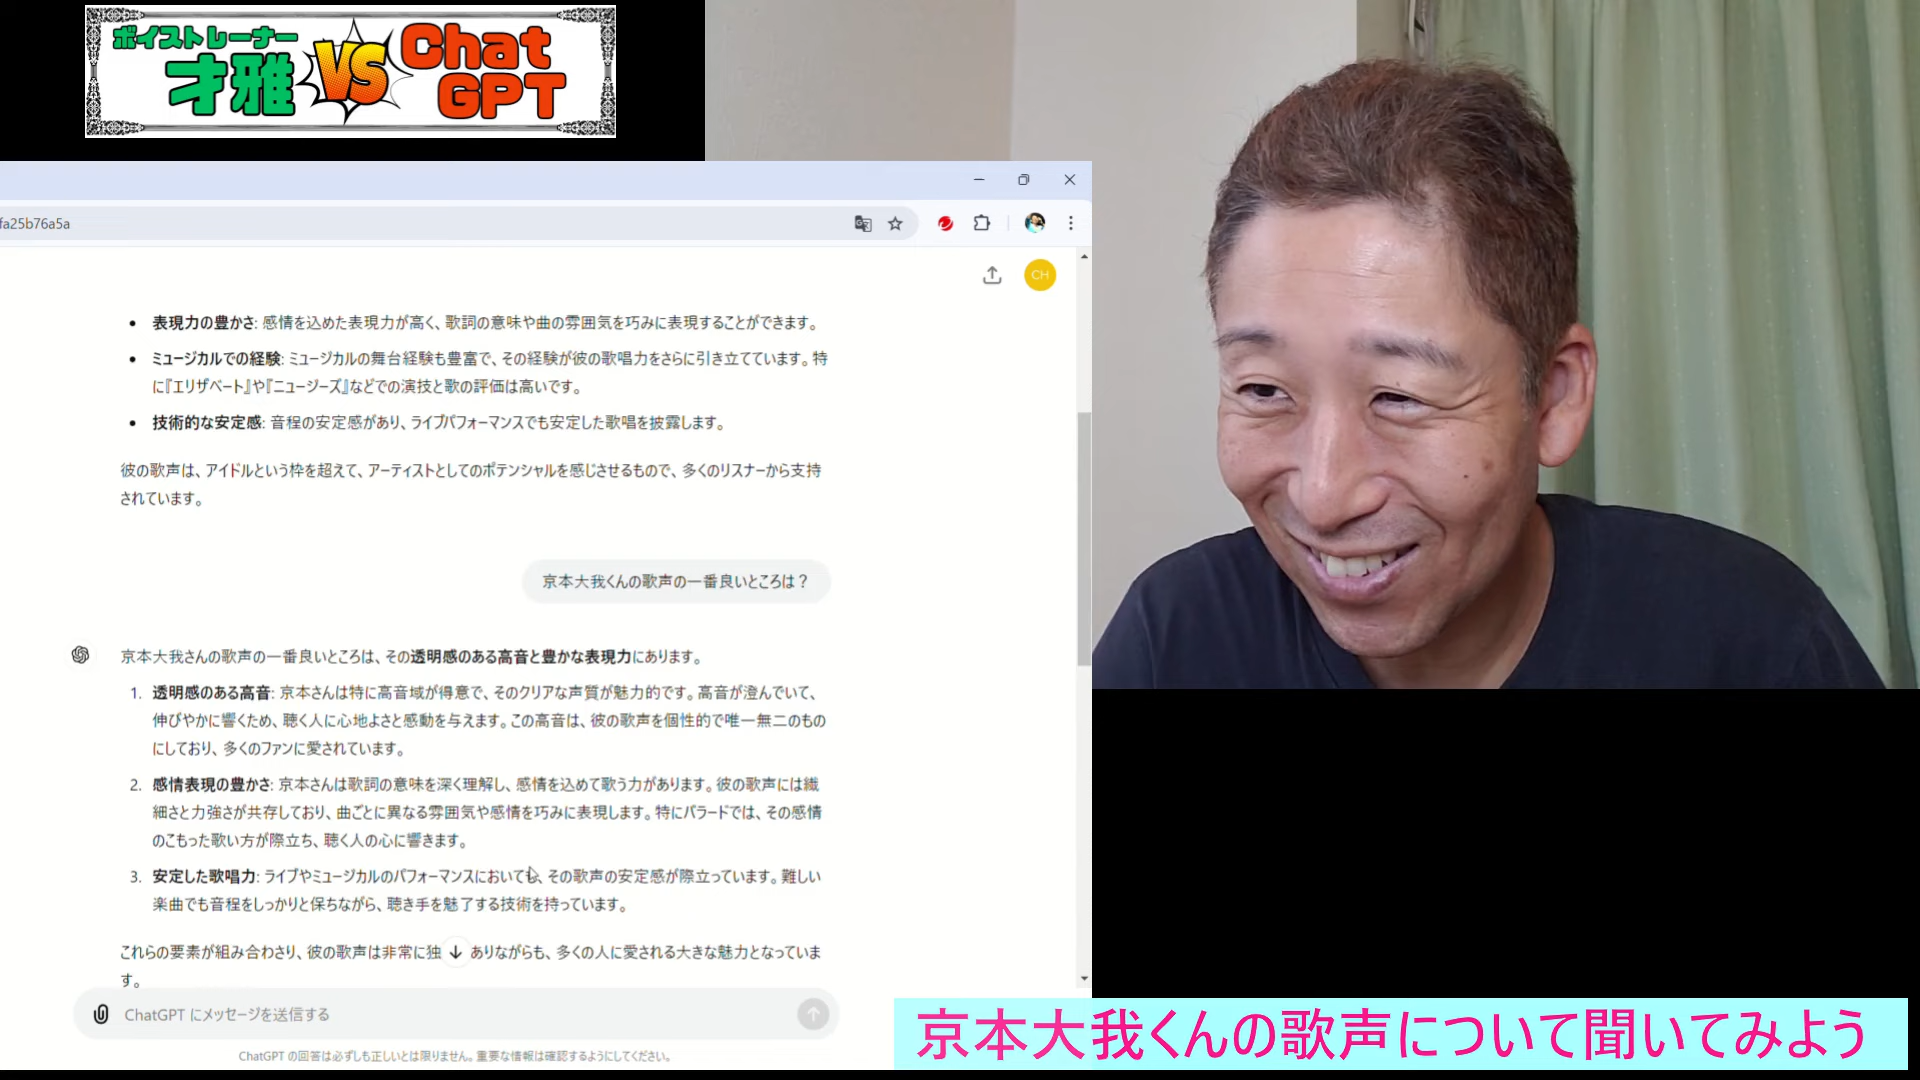 ボイストレーナー
才雅 VS Chat GPT
fa25b76a5a
CH
• 表現力の豊かさ: 感情を込めた表現力が高く、歌詞の意味や曲の雰囲気を巧みに表現することができます。
• ミュージカルでの経験: ミュージカルの舞台経験も豊富で、その経験が彼の歌唱力をさらに引き立てています。特
に『エリザベート』や『ニュージーズ』などでの演技と歌の評価は高いです。
• 技術的な安定感: 音程の安定感があり、ライブパフォーマンスでも安定した歌唱を披露します。
彼の歌声は、アイドルという枠を超えて、アーティストとしてのポテンシャルを感じさせるもので、多くのリスナーから支持
されています。
京本大我くんの歌声の一番良いところは？
京本大我さんの歌声の一番良いところは、その透明感のある高音と豊かな表現力にあります。
1. 透明感のある高音: 京本さんは特に高音域が得意で、そのクリアな声質が魅力的です。高音が澄んでいて、
伸びやかに響くため、聴く人に心地よさと感動を与えます。この高音は、彼の歌声を個性的で唯一無二のもの
にしており、多くのファンに愛されています。
2. 感情表現の豊かさ: 京本さんは歌詞の意味を深く理解し、感情を込めて歌う力があります。彼の歌声には繊
細さと力強さが共存しており、曲ごとに異なる雰囲気や感情を巧みに表現します。特にバラードでは、その感情
のこもった歌い方が際立ち、聴く人の心に響きます。
3. 安定した歌唱力: ライブやミュージカルのパフォーマンスにおいても、その歌声の安定感が際立っています。難しい
楽曲でも音程をしっかりと保ちながら、聴き手を魅了する技術を持っています。
これらの要素が組み合わさり、彼の歌声は非常に独 ありながらも、多くの人に愛される大きな魅力となっていま
す。
ChatGPT にメッセージを送信する
ChatGPT の回答は必ずしも正しいとは限りません。重要な情報は確認するようにしてください。
京本大我くんの歌声について聞いてみよう